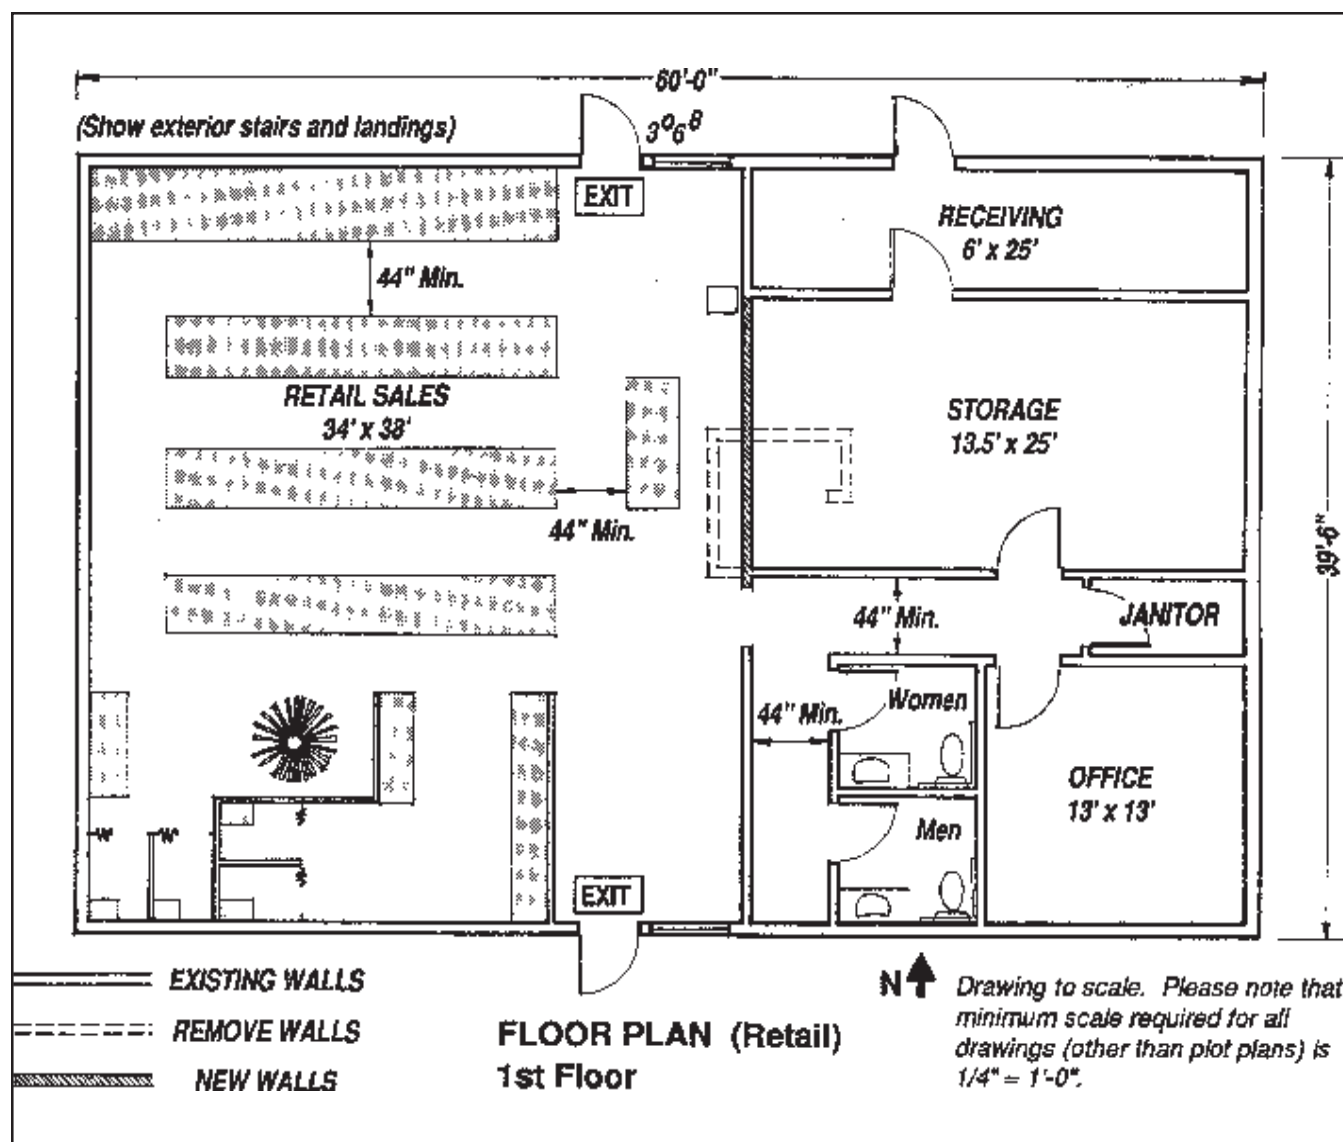 60'-0"
(Show exterior stairs and landings)
3⁰6⁸
EXIT
RECEIVING
6' x 25'
44" Min.
RETAIL SALES
34' x 38'
STORAGE
13.5' x 25'
44" Min.
39'-6"
44" Min.
JANITOR
Women
44" Min.
OFFICE
13' x 13'
Men
EXIT
EXISTING WALLS
REMOVE WALLS
NEW WALLS
FLOOR PLAN (Retail)
1st Floor
N
Drawing to scale. Please note that
minimum scale required for all
drawings (other than plot plans) is
1/4" = 1'-0".